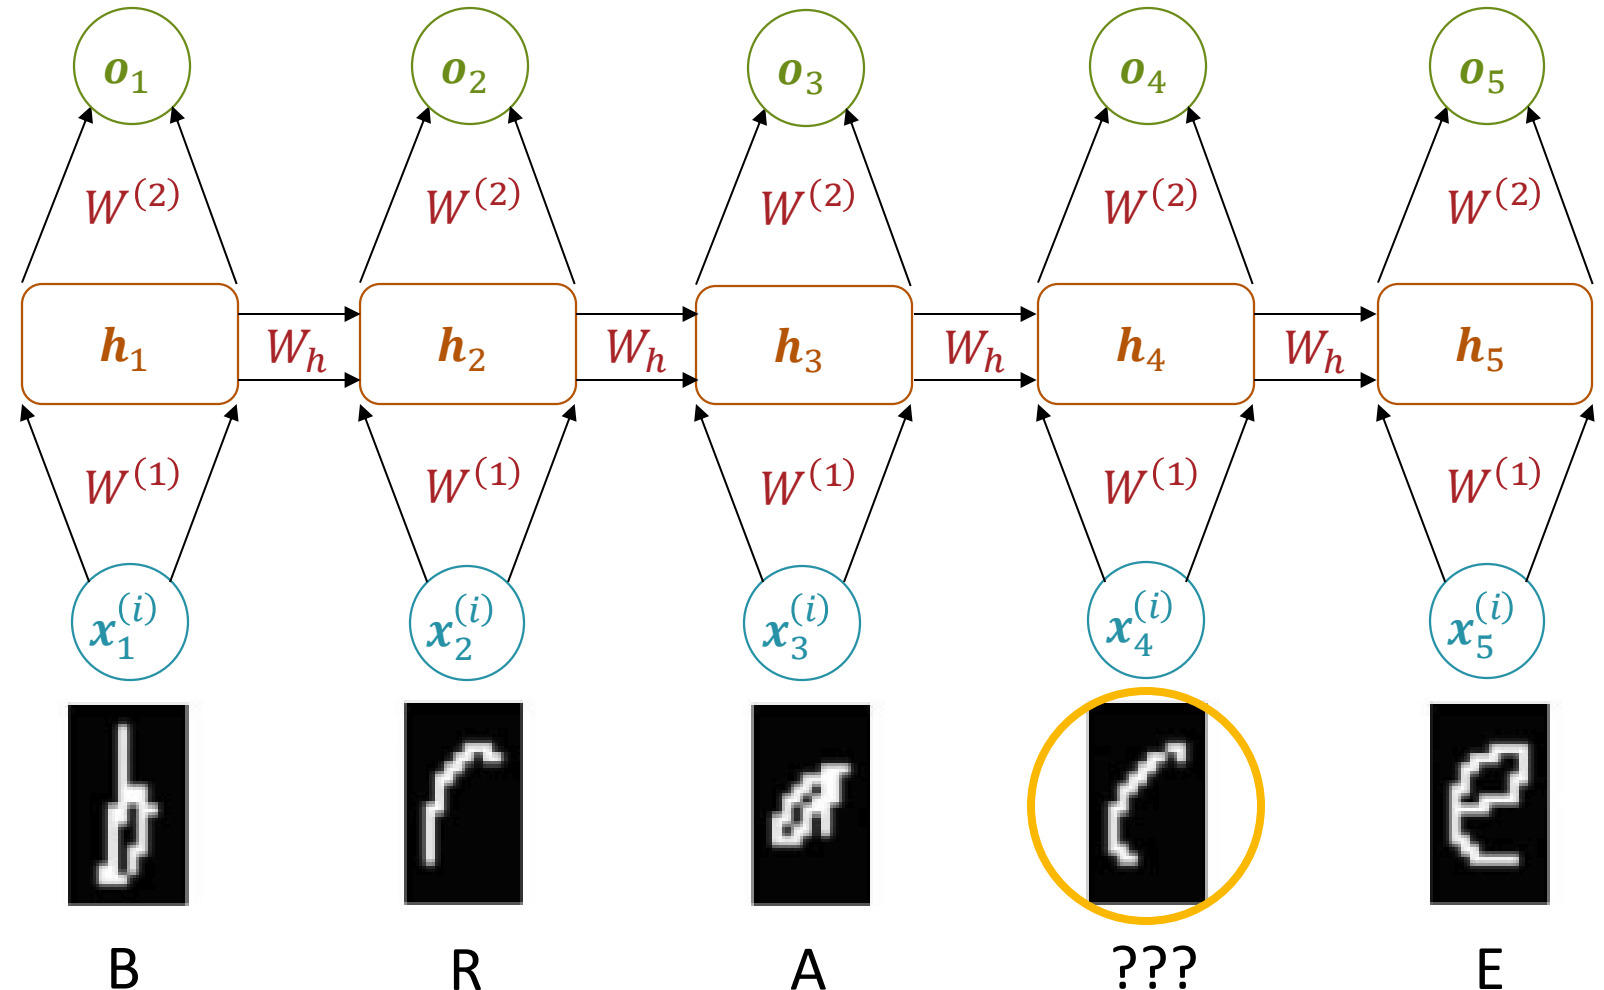 o₁ o₂ o₃ o₄ o₅
W⁽²⁾ W⁽²⁾ W⁽²⁾ W⁽²⁾ W⁽²⁾
h₁ Wₕ h₂ Wₕ h₃ Wₕ h₄ Wₕ h₅
W⁽¹⁾ W⁽¹⁾ W⁽¹⁾ W⁽¹⁾ W⁽¹⁾
x₁⁽ⁱ⁾ x₂⁽ⁱ⁾ x₃⁽ⁱ⁾ x₄⁽ⁱ⁾ x₅⁽ⁱ⁾
b r a e
B R A ??? E